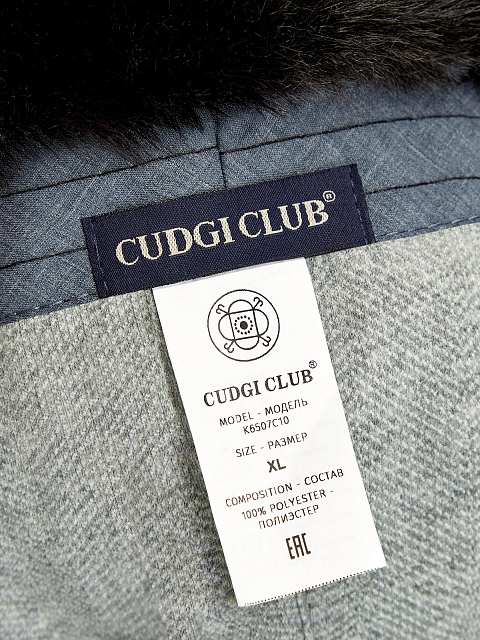 CUDGI CLUB®
CUDGI CLUB®
MODEL - МОДЕЛЬ
K6507C10
SIZE - РАЗМЕР
XL
COMPOSITION - СОСТАВ
100% POLYESTER -
ПОЛИЭСТЕР
EAC